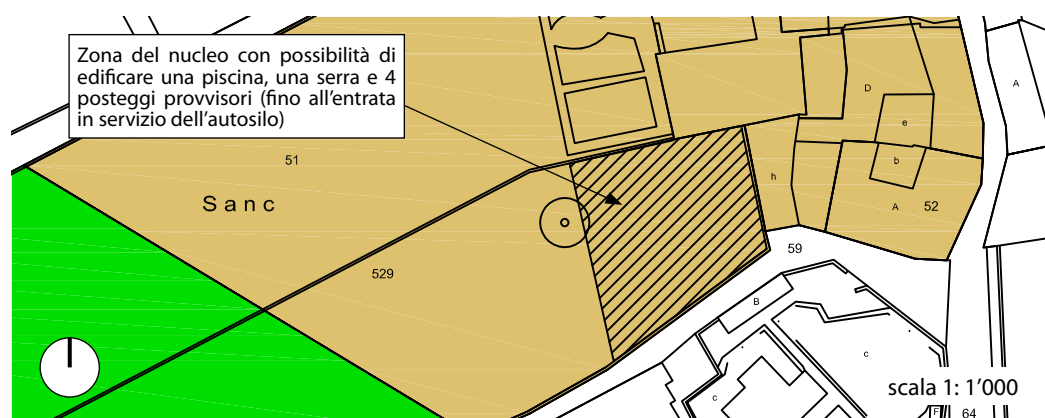 Zona del nucleo con possibilità di
edificare una piscina, una serra e 4
posteggi provvisori (fino all'entrata
in servizio dell'autosilo)
A
D
e
51
b
h
Sanc
A
52
59
529
B
c
scala 1: 1'000
c
F
64